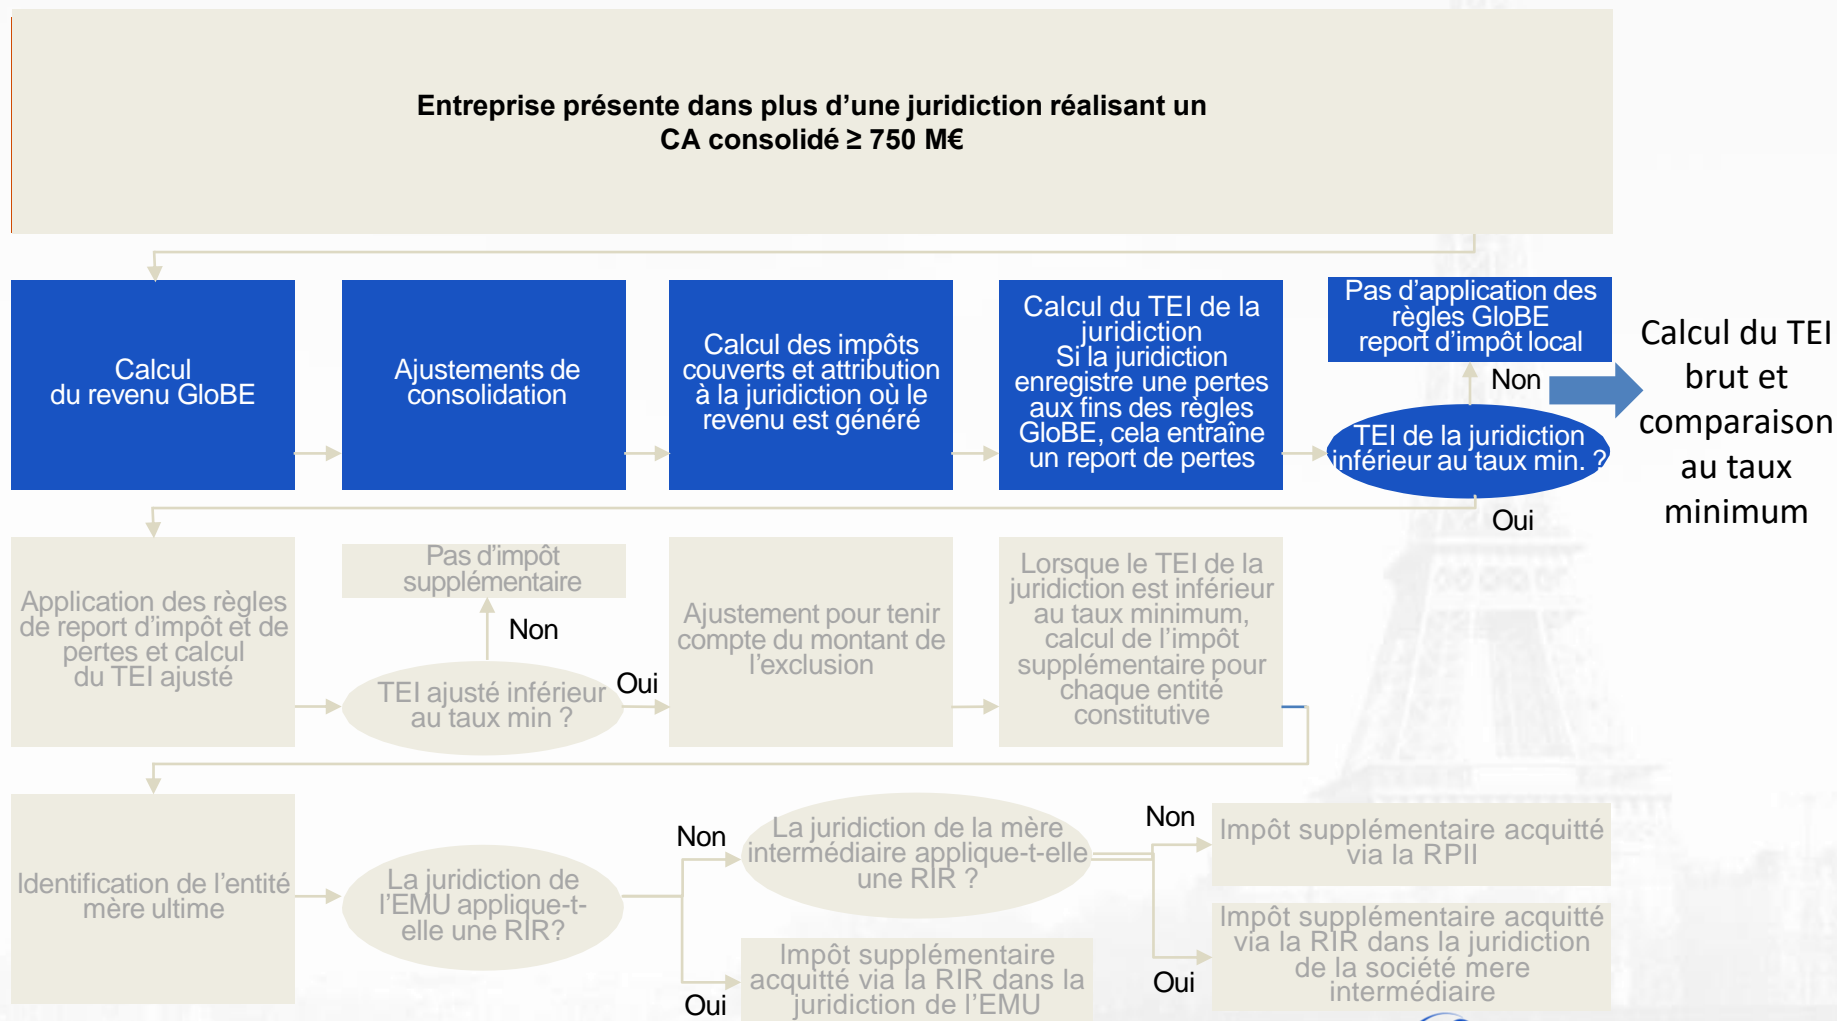 Entreprise présente dans plus d’une juridiction réalisant un
CA consolidé ≥ 750 M€
Calcul
du revenu GloBE
Ajustements de
consolidation
Calcul des impôts
couverts et attribution
à la juridiction où le
revenu est généré
Calcul du TEI de la
juridiction
Si la juridiction
enregistre une pertes
aux fins des règles
GloBE, cela entraîne
un report de pertes
Pas d’application des
règles GloBE
report d’impôt local
Non
TEI de la juridiction
inférieur au taux min. ?
Oui
Calcul du TEI
brut et
comparaison
au taux
minimum
Application des règles
de report d’impôt et de
pertes et calcul
du TEI ajusté
Pas d’impôt
supplémentaire
Non
TEI ajusté inférieur
au taux min ?
Oui
Ajustement pour tenir
compte du montant de
l’exclusion
Lorsque le TEI de la
juridiction est inférieur
au taux minimum,
calcul de l’impôt
supplémentaire pour
chaque entité
constitutive
Identification de l’entité
mère ultime
La juridiction de
l’EMU applique-t-
elle une RIR?
Non
La juridiction de la mère
intermédiaire applique-t-elle
une RIR ?
Non
Impôt supplémentaire acquitté
via la RPII
Oui
Impôt supplémentaire
acquitté via la RIR dans la
juridiction de l’EMU
Oui
Impôt supplémentaire acquitté
via la RIR dans la juridiction
de la société mere
intermédiaire